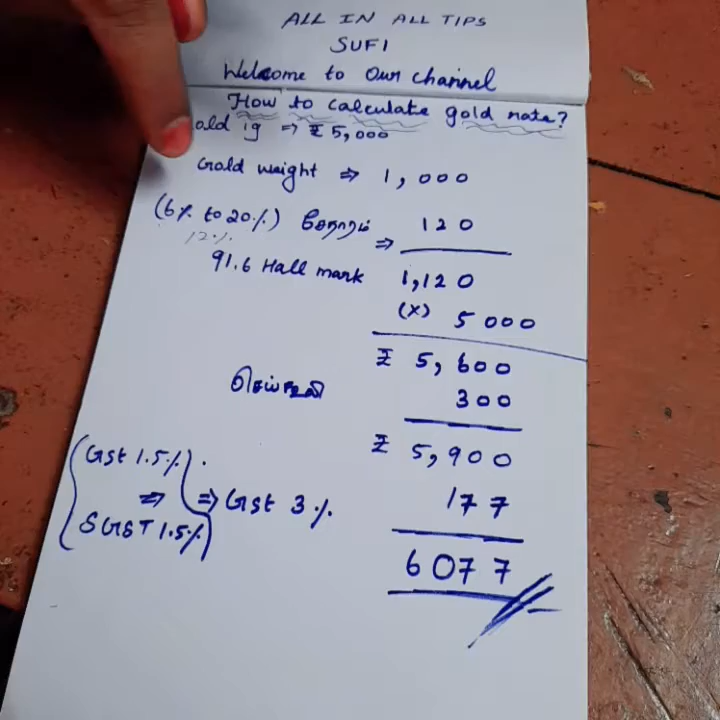 ALL IN ALL TIPS
SUFI
Welcome to Own channel
How to calculate gold rate?
old 1g => ₹ 5,000
Gold weight => 1,000
(6% to 20%) சேதாரம் => 120
12%
91.6 Hall mark 1,120
(x) 5000
₹ 5,600
செய்கூலி 300
₹ 5,900
Gst 1.5%
177
=> => Gst 3%
SGST 1.5%
6077